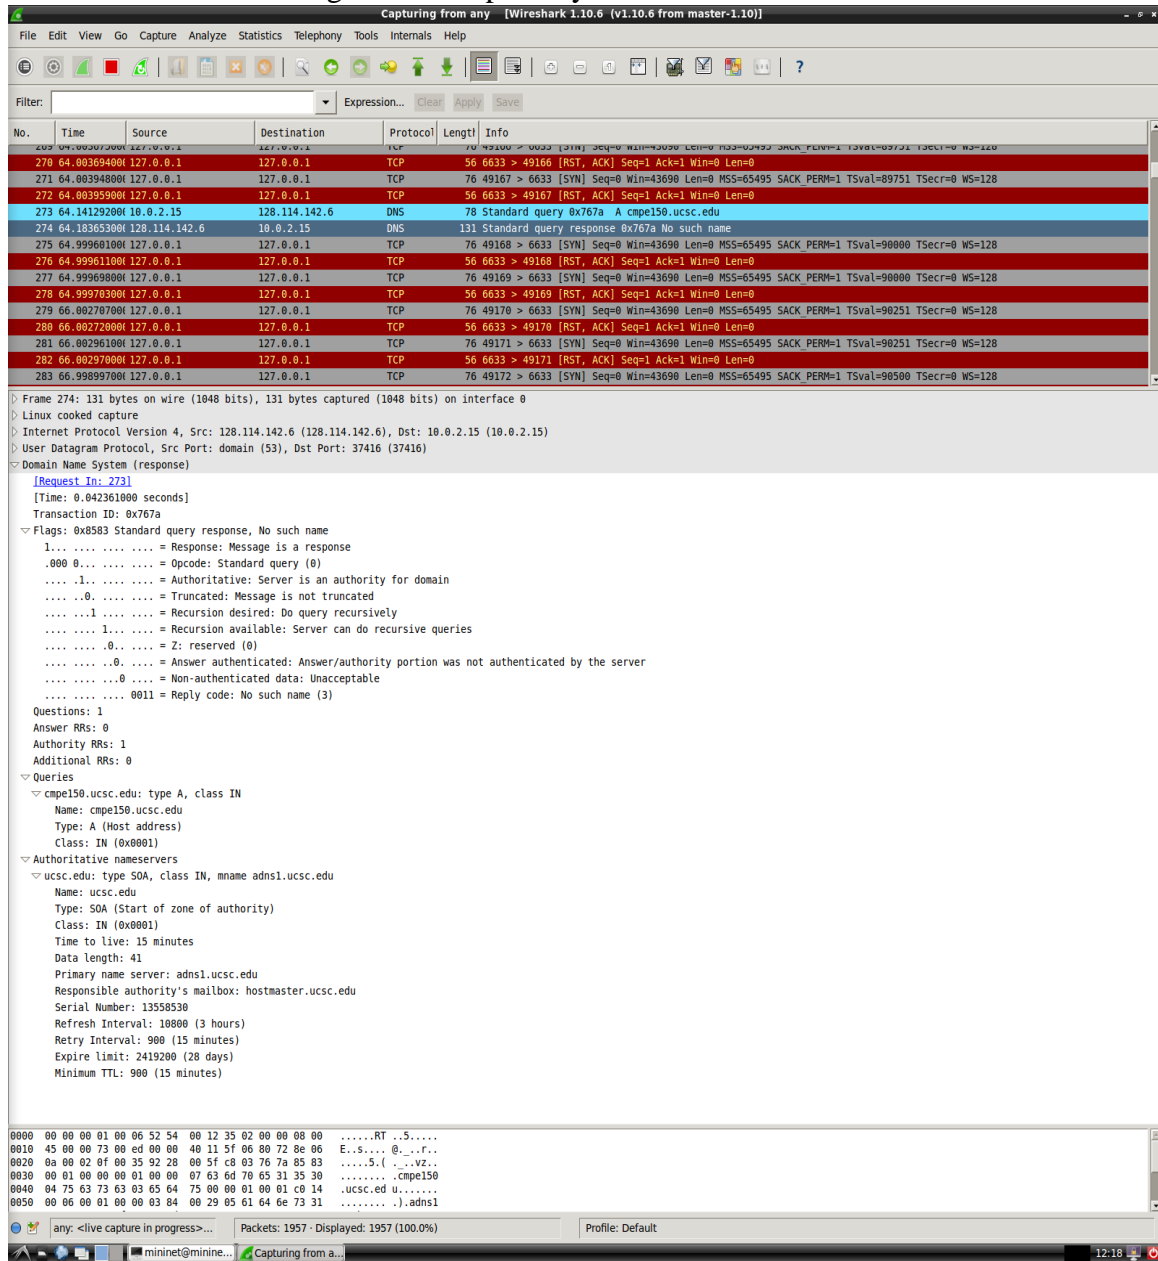 Capturing from any [Wireshark 1.10.6 (v1.10.6 from master-1.10)]
File Edit View Go Capture Analyze Statistics Telephony Tools Internals Help
Filter: Expression... Clear Apply Save
No. Time Source Destination Protocol Length Info
270 64.003694000 127.0.0.1 127.0.0.1 TCP 56 6633 > 49166 [RST, ACK] Seq=1 Ack=1 Win=0 Len=0
271 64.003948000 127.0.0.1 127.0.0.1 TCP 76 49167 > 6633 [SYN] Seq=0 Win=43690 Len=0 MSS=65495 SACK_PERM=1 TSval=89751 TSecr=0 WS=128
272 64.003959000 127.0.0.1 127.0.0.1 TCP 56 6633 > 49167 [RST, ACK] Seq=1 Ack=1 Win=0 Len=0
273 64.141292000 10.0.2.15 128.114.142.6 DNS 78 Standard query 0x767a A cmpe150.ucsc.edu
274 64.183653000 128.114.142.6 10.0.2.15 DNS 131 Standard query response 0x767a No such name
275 64.999601000 127.0.0.1 127.0.0.1 TCP 76 49168 > 6633 [SYN] Seq=0 Win=43690 Len=0 MSS=65495 SACK_PERM=1 TSval=90000 TSecr=0 WS=128
276 64.999611000 127.0.0.1 127.0.0.1 TCP 56 6633 > 49168 [RST, ACK] Seq=1 Ack=1 Win=0 Len=0
277 64.999698000 127.0.0.1 127.0.0.1 TCP 76 49169 > 6633 [SYN] Seq=0 Win=43690 Len=0 MSS=65495 SACK_PERM=1 TSval=90000 TSecr=0 WS=128
278 64.999703000 127.0.0.1 127.0.0.1 TCP 56 6633 > 49169 [RST, ACK] Seq=1 Ack=1 Win=0 Len=0
279 66.002707000 127.0.0.1 127.0.0.1 TCP 76 49170 > 6633 [SYN] Seq=0 Win=43690 Len=0 MSS=65495 SACK_PERM=1 TSval=90251 TSecr=0 WS=128
280 66.002720000 127.0.0.1 127.0.0.1 TCP 56 6633 > 49170 [RST, ACK] Seq=1 Ack=1 Win=0 Len=0
281 66.002961000 127.0.0.1 127.0.0.1 TCP 76 49171 > 6633 [SYN] Seq=0 Win=43690 Len=0 MSS=65495 SACK_PERM=1 TSval=90251 TSecr=0 WS=128
282 66.002970000 127.0.0.1 127.0.0.1 TCP 56 6633 > 49171 [RST, ACK] Seq=1 Ack=1 Win=0 Len=0
283 66.998997000 127.0.0.1 127.0.0.1 TCP 76 49172 > 6633 [SYN] Seq=0 Win=43690 Len=0 MSS=65495 SACK_PERM=1 TSval=90500 TSecr=0 WS=128
Frame 274: 131 bytes on wire (1048 bits), 131 bytes captured (1048 bits) on interface 0
Linux cooked capture
Internet Protocol Version 4, Src: 128.114.142.6 (128.114.142.6), Dst: 10.0.2.15 (10.0.2.15)
User Datagram Protocol, Src Port: domain (53), Dst Port: 37416 (37416)
Domain Name System (response)
[Request In: 273]
[Time: 0.042361000 seconds]
Transaction ID: 0x767a
Flags: 0x8583 Standard query response, No such name
1... .... .... .... = Response: Message is a response
.000 0... .... .... = Opcode: Standard query (0)
.... .1.. .... .... = Authoritative: Server is an authority for domain
.... ..0. .... .... = Truncated: Message is not truncated
.... ...1 .... .... = Recursion desired: Do query recursively
.... .... 1... .... = Recursion available: Server can do recursive queries
.... .... .0.. .... = Z: reserved (0)
.... .... ..0. .... = Answer authenticated: Answer/authority portion was not authenticated by the server
.... .... ...0 .... = Non-authenticated data: Unacceptable
.... .... .... 0011 = Reply code: No such name (3)
Questions: 1
Answer RRs: 0
Authority RRs: 1
Additional RRs: 0
Queries
cmpe150.ucsc.edu: type A, class IN
Name: cmpe150.ucsc.edu
Type: A (Host address)
Class: IN (0x0001)
Authoritative nameservers
ucsc.edu: type SOA, class IN, mname adns1.ucsc.edu
Name: ucsc.edu
Type: SOA (Start of zone of authority)
Class: IN (0x0001)
Time to live: 15 minutes
Data length: 41
Primary name server: adns1.ucsc.edu
Responsible authority's mailbox: hostmaster.ucsc.edu
Serial Number: 13558530
Refresh Interval: 10800 (3 hours)
Retry Interval: 900 (15 minutes)
Expire limit: 2419200 (28 days)
Minimum TTL: 900 (15 minutes)
0000 00 00 00 01 00 06 52 54 00 12 35 02 00 00 08 00 ......RT ..5.....
0010 45 00 00 73 00 ed 00 00 40 11 5f 06 80 72 8e 06 E..s.... @._..r..
0020 0a 00 02 0f 00 35 92 28 00 5f c8 03 76 7a 85 83 .....5.( ._..vz..
0030 00 01 00 00 00 01 00 00 07 63 6d 70 65 31 35 30 ........ .cmpe150
0040 04 75 63 73 63 03 65 64 75 00 00 01 00 01 c0 14 .ucsc.ed u.......
0050 00 06 00 01 00 00 03 84 00 29 05 61 64 6e 73 31 ........ .).adns1
any: <live capture in progress>... Packets: 1957 · Displayed: 1957 (100.0%) Profile: Default
mininet@minine... Capturing from a... 12:18